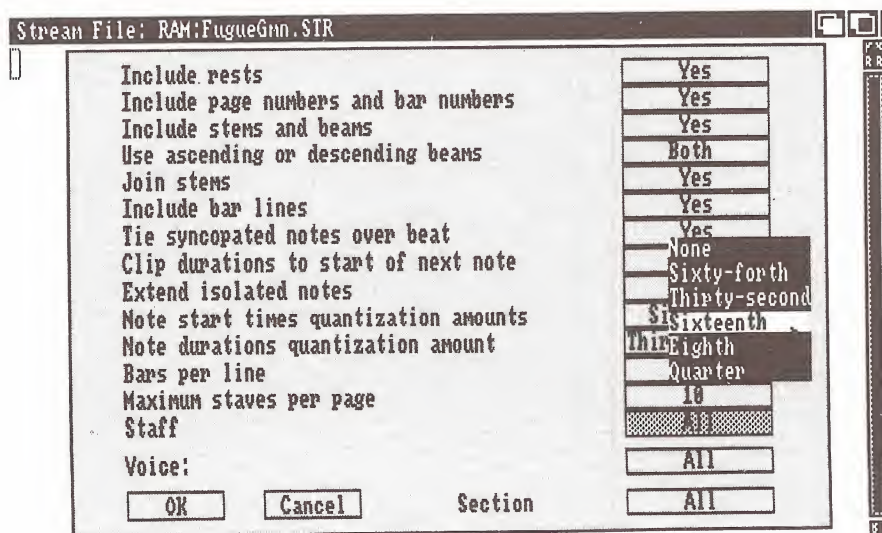 Stream File: RAM:FugueGmn.STR
Include rests Yes
Include page numbers and bar numbers Yes
Include stems and beams Yes
Use ascending or descending beams Both
Join stems Yes
Include bar lines Yes
Tie syncopated notes over beat Yes
None
Clip durations to start of next note
Sixty-forth
Extend isolated notes
Thirty-second
Note start times quantization amounts Si
Sixteenth
Note durations quantization amount Thir
Eighth
Bars per line
Quarter
Maximum staves per page 10
Staff
Voice: All
OK Cancel Section All